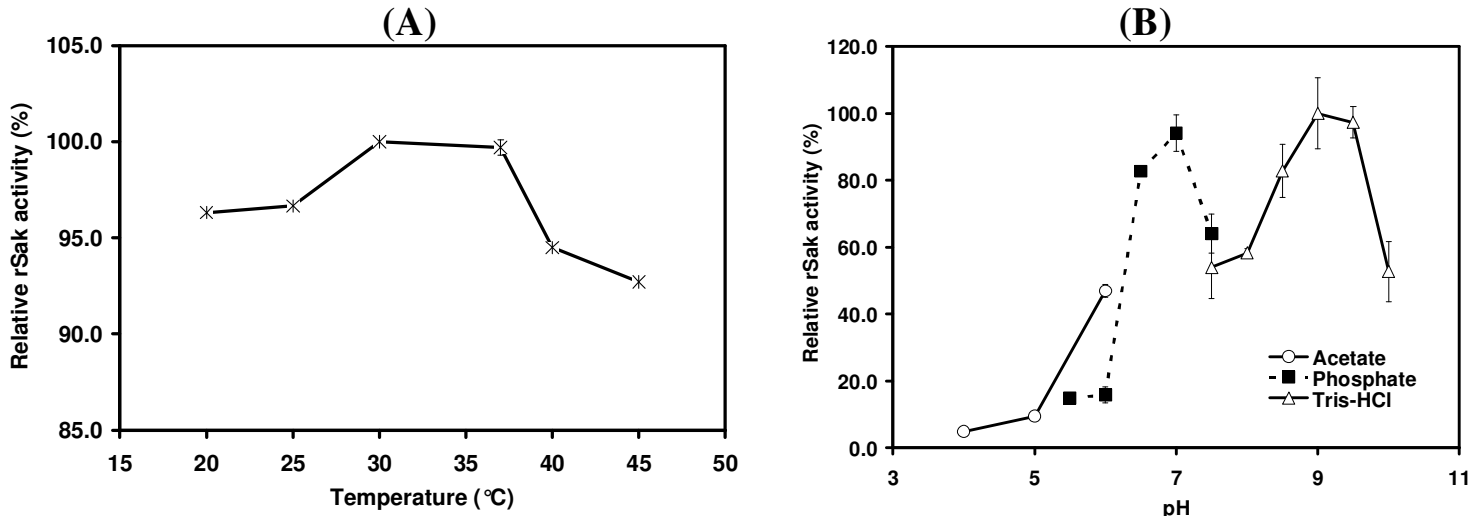 (A)
Relative rSak activity (%)
105.0
100.0
95.0
90.0
85.0
15 20 25 30 35 40 45 50
Temperature (°C)
(B)
Relative rSak activity (%)
120.0
100.0
80.0
60.0
40.0
20.0
0.0
Acetate
Phosphate
Tris-HCl
3 5 7 9 11
pH